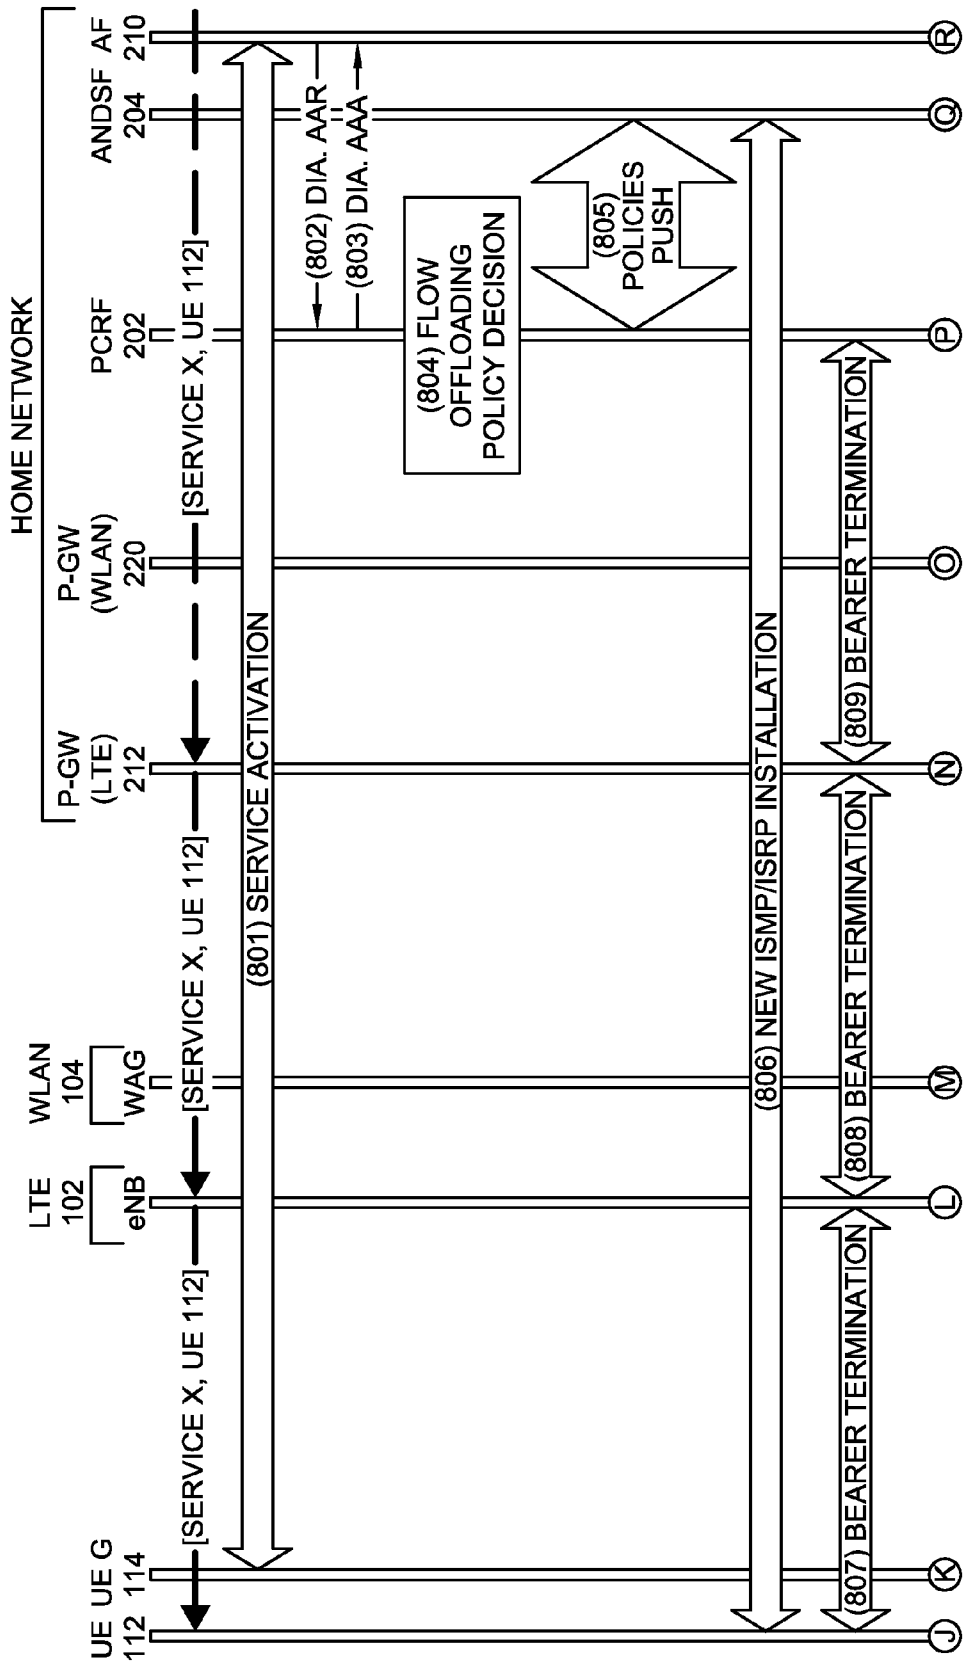 HOME NETWORK
UE
112
UE G
114
LTE
102
eNB
WLAN
104
WAG
P-GW
(LTE)
212
P-GW
(WLAN)
220
PCRF
202
ANDSF
204
AF
210
[SERVICE X, UE 112]
[SERVICE X, UE 112]
[SERVICE X, UE 112]
(801) SERVICE ACTIVATION
(802) DIA. AAR
(803) DIA. AAA
(804) FLOW
OFFLOADING
POLICY DECISION
(805)
POLICIES
PUSH
(806) NEW ISMP/ISRP INSTALLATION
(807) BEARER TERMINATION
(808) BEARER TERMINATION
(809) BEARER TERMINATION
J
K
L
M
N
O
P
Q
R